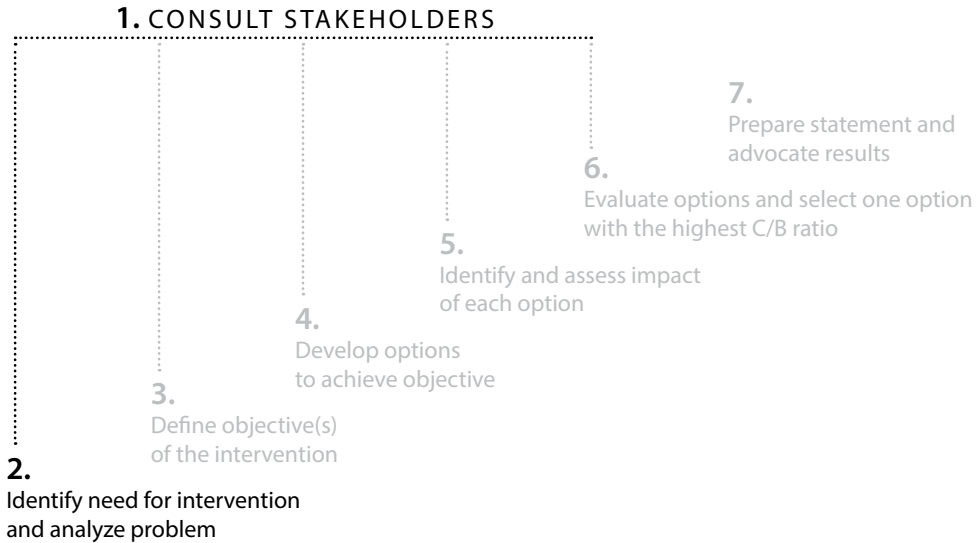 1. CONSULT STAKEHOLDERS
2.
Identify need for intervention
and analyze problem
3.
Define objective(s)
of the intervention
4.
Develop options
to achieve objective
5.
Identify and assess impact
of each option
6.
Evaluate options and select one option
with the highest C/B ratio
7.
Prepare statement and
advocate results